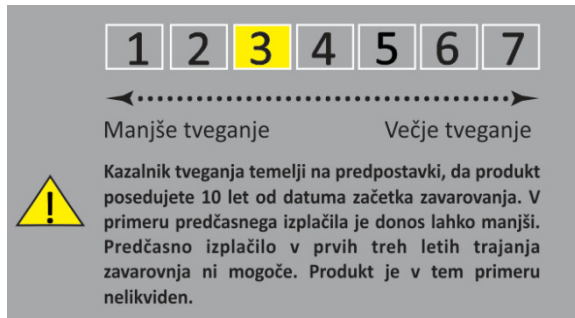 1 2 3 4 5 6 7
Manjše tveganje Večje tveganje
Kazalnik tveganja temelji na predpostavki, da produkt
posedujete 10 let od datuma začetka zavarovanja. V
primeru predčasnega izplačila je donos lahko manjši.
Predčasno izplačilo v prvih treh letih trajanja
zavarovnja ni mogoče. Produkt je v tem primeru
nelikviden.
!